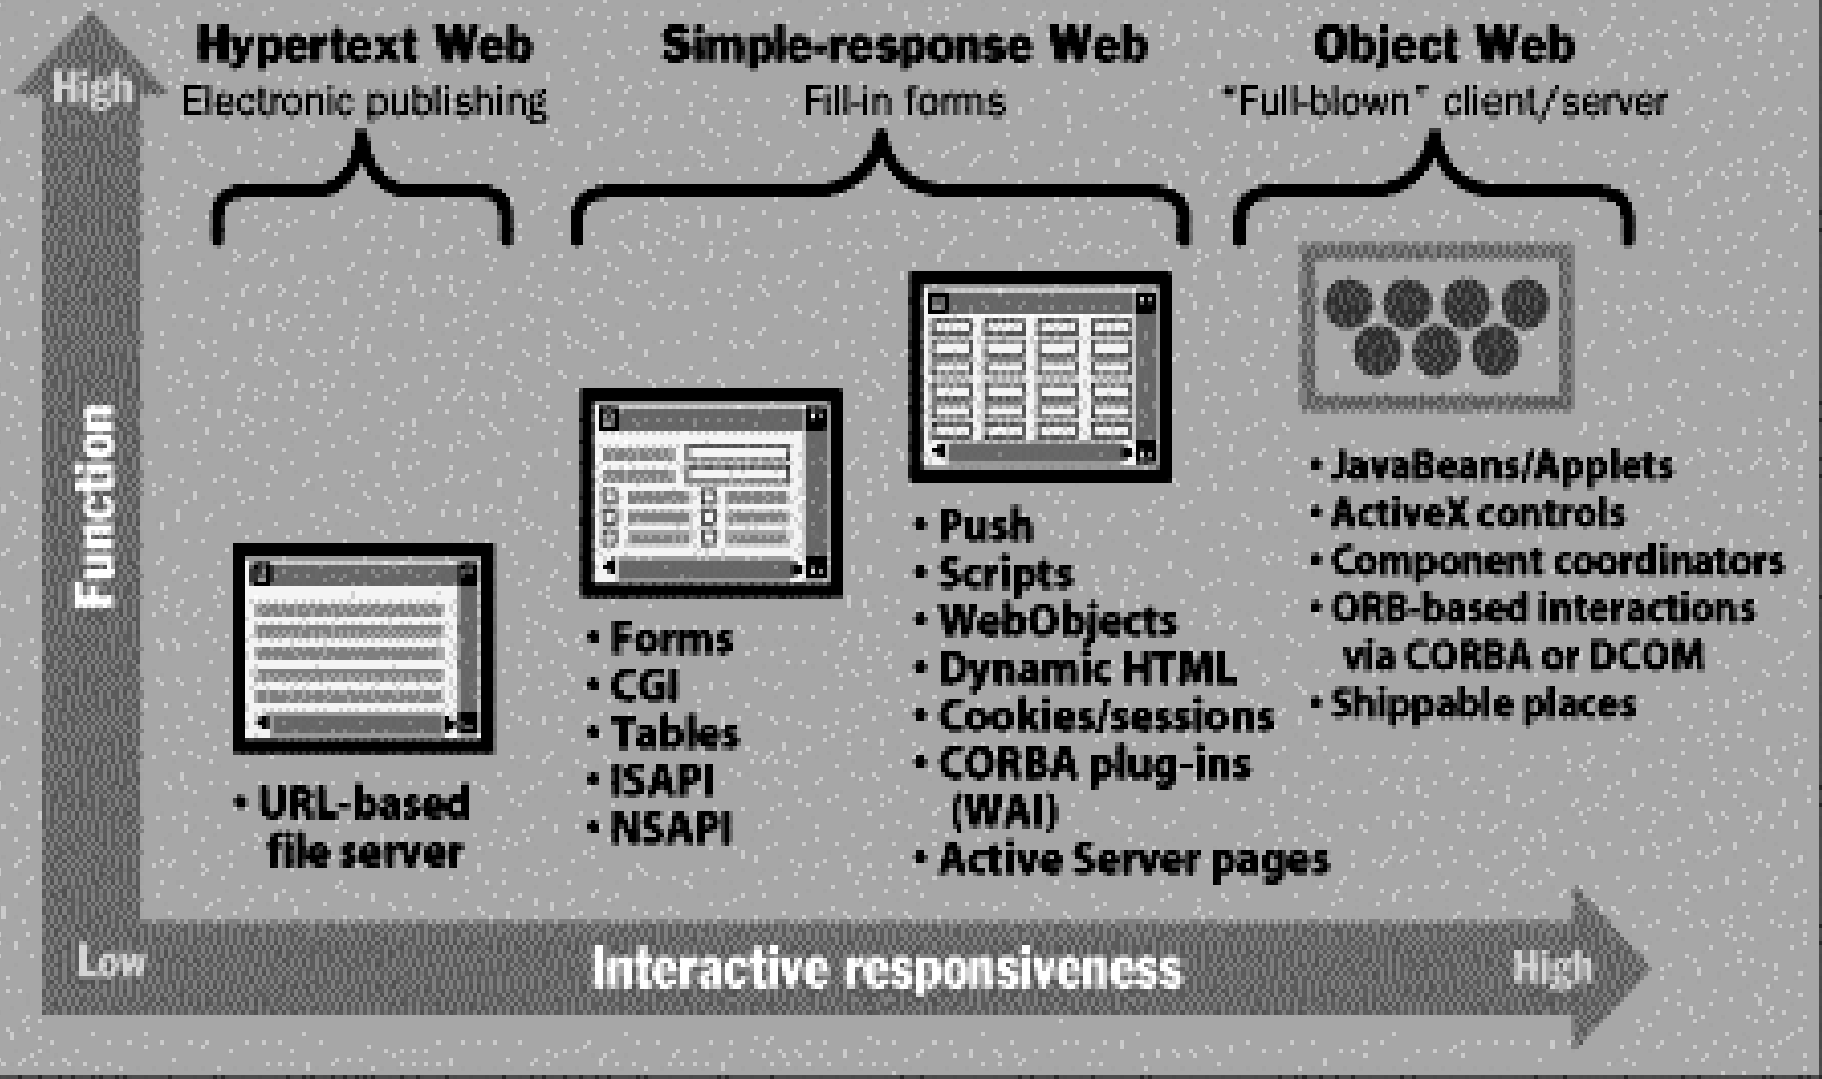 High
Hypertext Web
Electronic publishing
Simple-response Web
Fill-in forms
Object Web
"Full-blown" client/server
Function
• URL-based
file server
• Forms
• CGI
• Tables
• ISAPI
• NSAPI
• Push
• Scripts
• WebObjects
• Dynamic HTML
• Cookies/sessions
• CORBA plug-ins
(WAI)
• Active Server pages
• JavaBeans/Applets
• ActiveX controls
• Component coordinators
• ORB-based interactions
via CORBA or DCOM
• Shippable places
Low
Interactive responsiveness
High